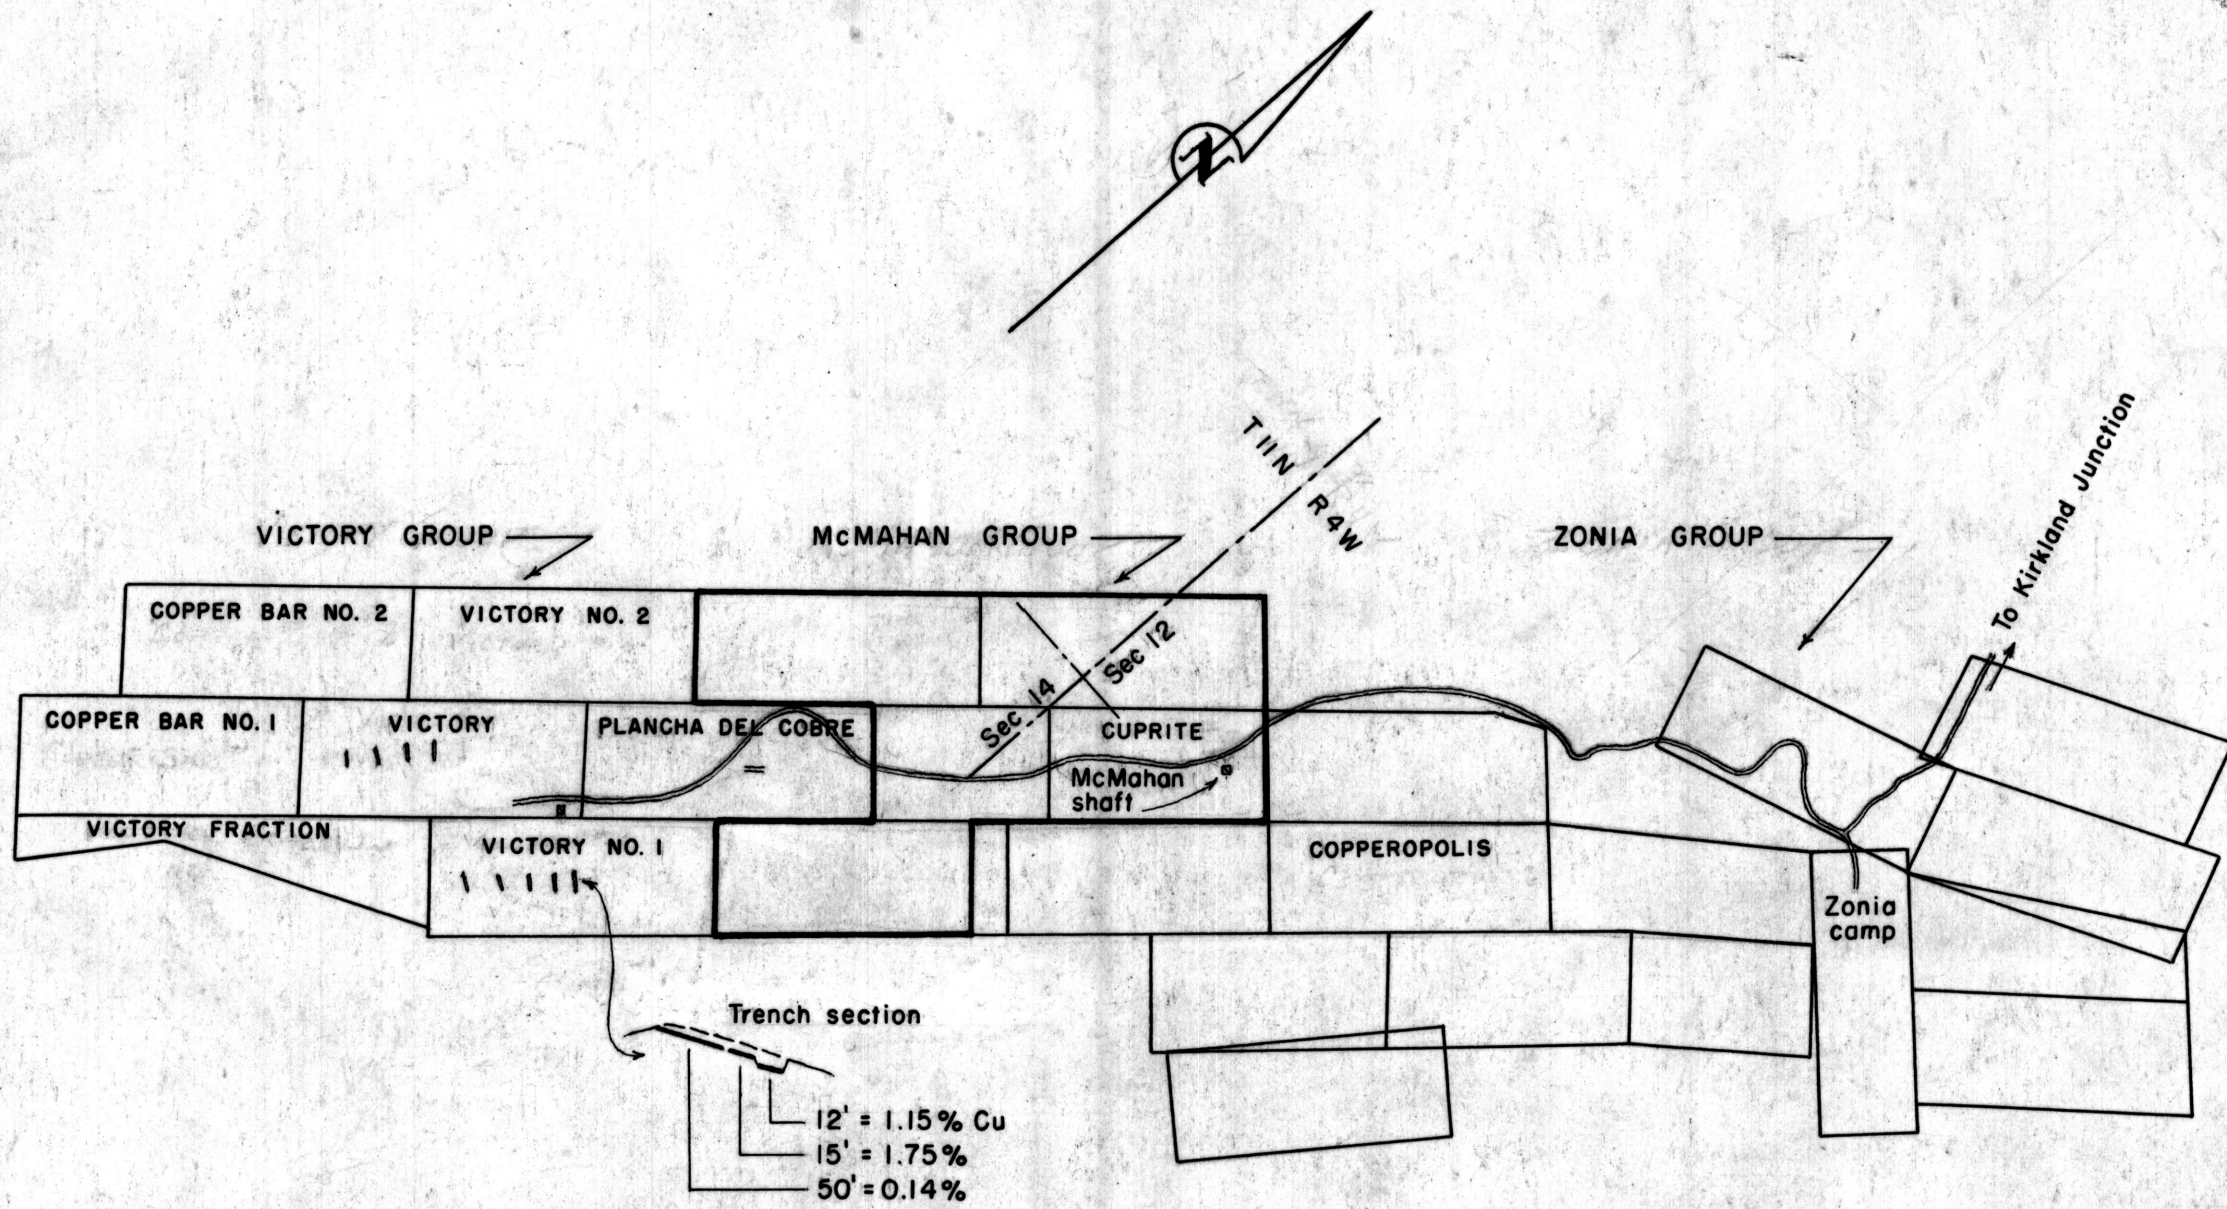 N
T11N
R4W
To Kirkland Junction
VICTORY GROUP
McMAHAN GROUP
ZONIA GROUP
COPPER BAR NO. 2
VICTORY NO. 2
Sec 14
Sec 12
COPPER BAR NO. 1
VICTORY
PLANCHA DEL COBRE
CUPRITE
McMahan
shaft
VICTORY FRACTION
VICTORY NO. 1
COPPEROPOLIS
Zonia
camp
Trench section
12' = 1.15% Cu
15' = 1.75%
50' = 0.14%